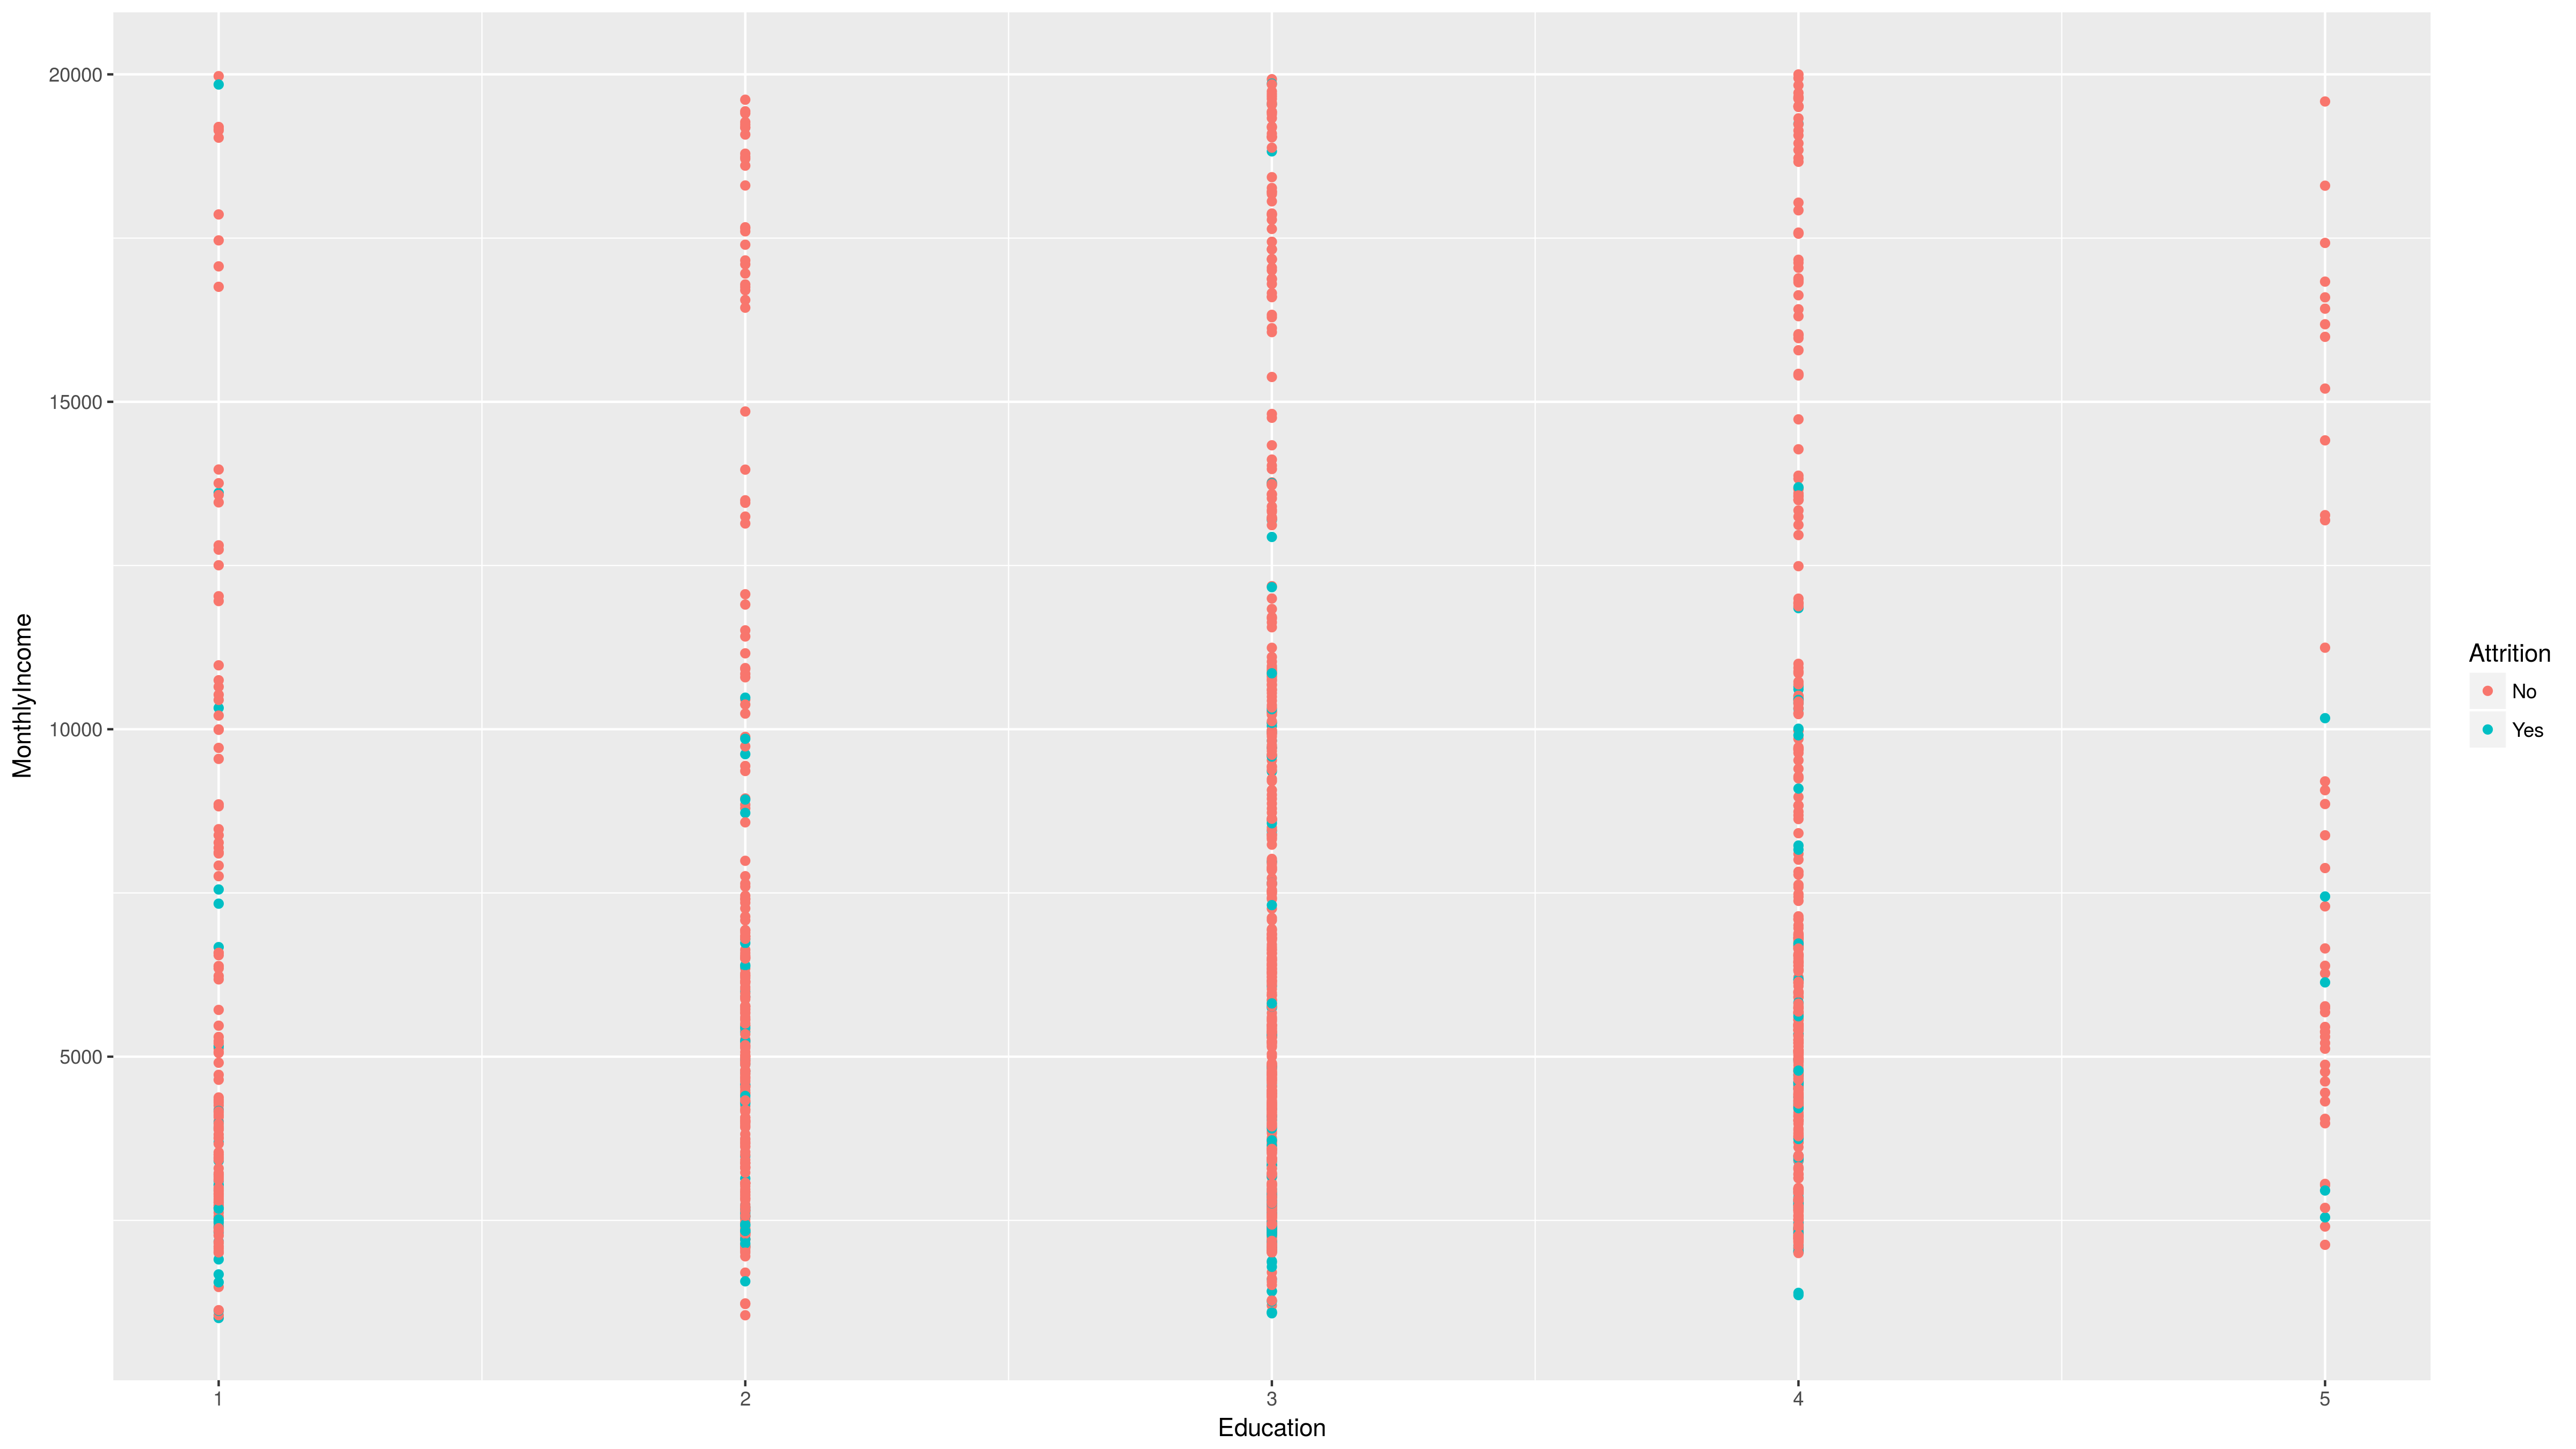 20000
15000
10000
5000
MonthlyIncome
1 2 3 4 5
Education
Attrition
No
Yes